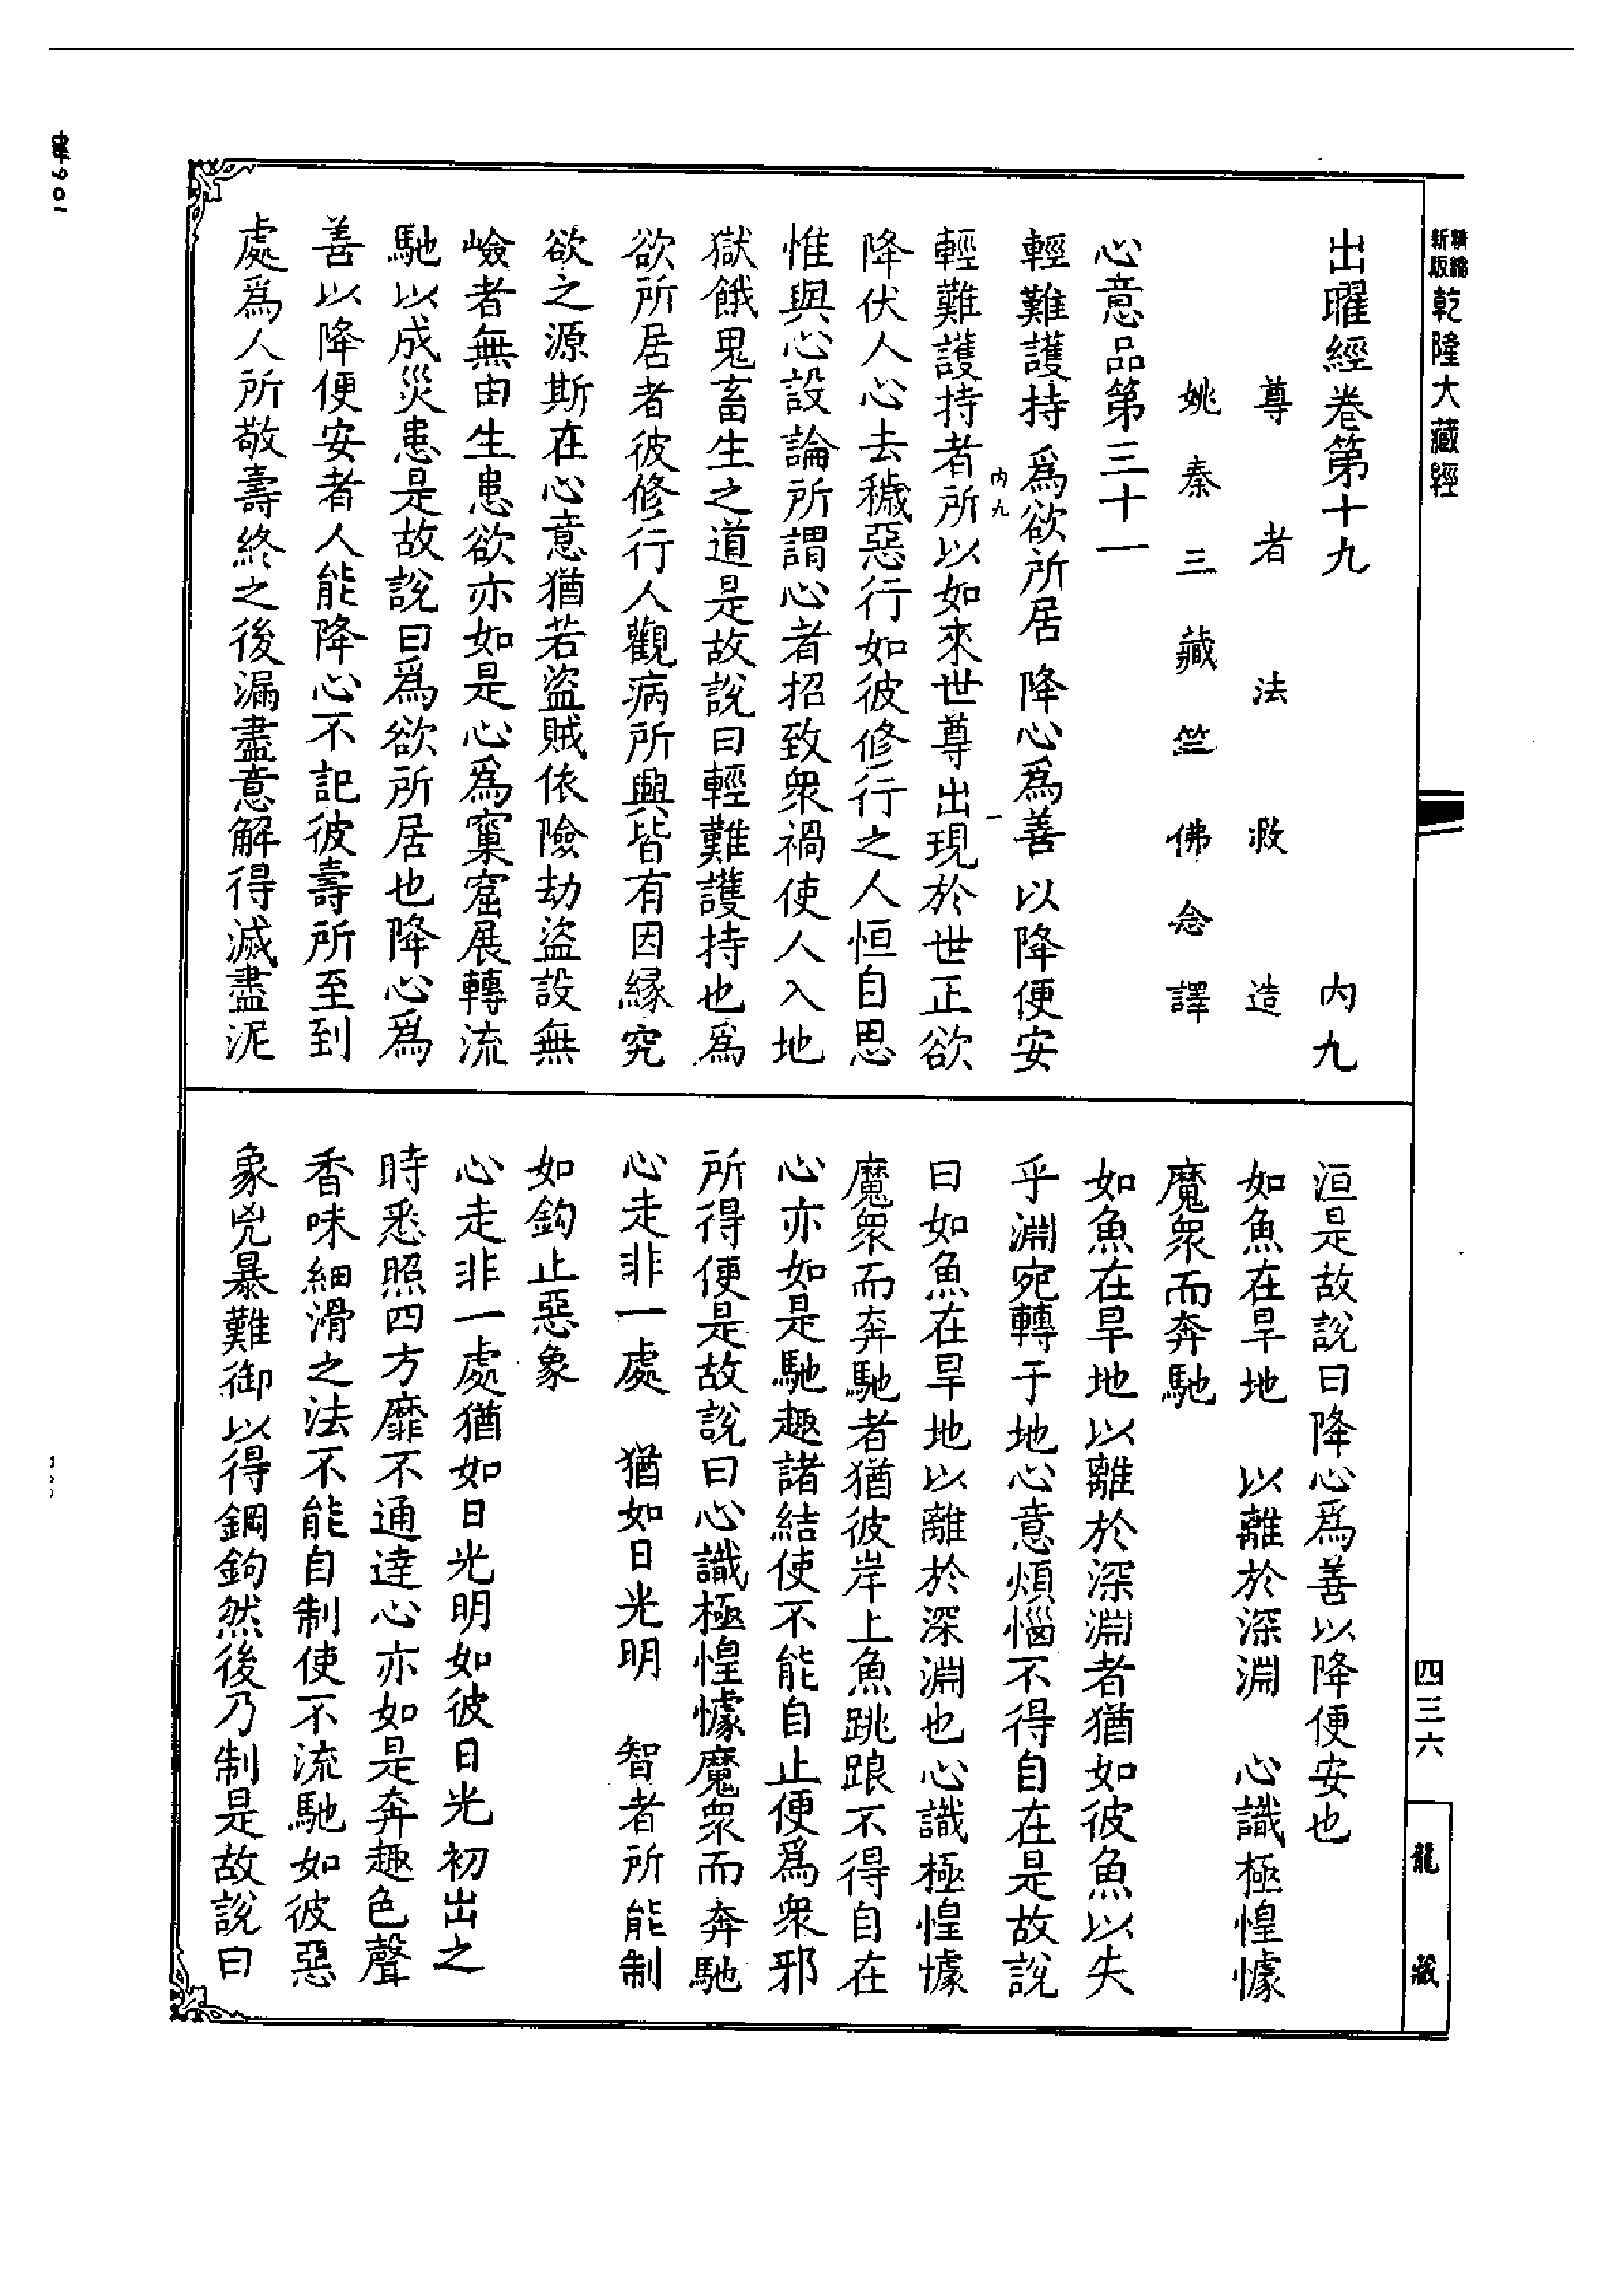 精編
新版
乾隆大藏經
出曜經卷第十九 內九
尊者法救造
姚秦三藏竺佛念譯
心意品第三十一
輕難護持 爲欲所居 降心爲善 以降便安
輕難護持者所以如來世尊出現於世正欲
內九 一
降伏人心去穢惡行如彼修行之人恒自思
惟與心設論所謂心者招致衆禍使人入地
獄餓鬼畜生之道是故說曰輕難護持也爲
欲所居者彼修行人觀病所興皆有因緣究
欲之源斯在心意猶若盜賊依險劫盜設無
嶮者無由生患欲亦如是心爲窠窟展轉流
馳以成災患是故說曰爲欲所居也降心爲
善以降便安者人能降心不記彼壽所至到
處爲人所敬壽終之後漏盡意解得滅盡泥
洹是故說曰降心爲善以降便安也
如魚在旱地 以離於深淵 心識極惶懅
魔衆而奔馳
如魚在旱地以離於深淵者猶如彼魚以失
乎淵宛轉于地心意煩惱不得自在是故說
曰如魚在旱地以離於深淵也心識極惶懅
魔衆而奔馳者猶彼岸上魚跳踉不得自在
心亦如是馳趣諸結使不能自止便爲衆邪
所得便是故說曰心識極惶懅魔衆而奔馳
心走非一處 猶如日光明 智者所能制
如鉤止惡象
心走非一處猶如日光明如彼日光初出之
時悉照四方靡不通達心亦如是奔趣色聲
香味細滑之法不能自制使不流馳如彼惡
象兇暴難御以得鋼鉤然後乃制是故說曰
四三六
龍藏